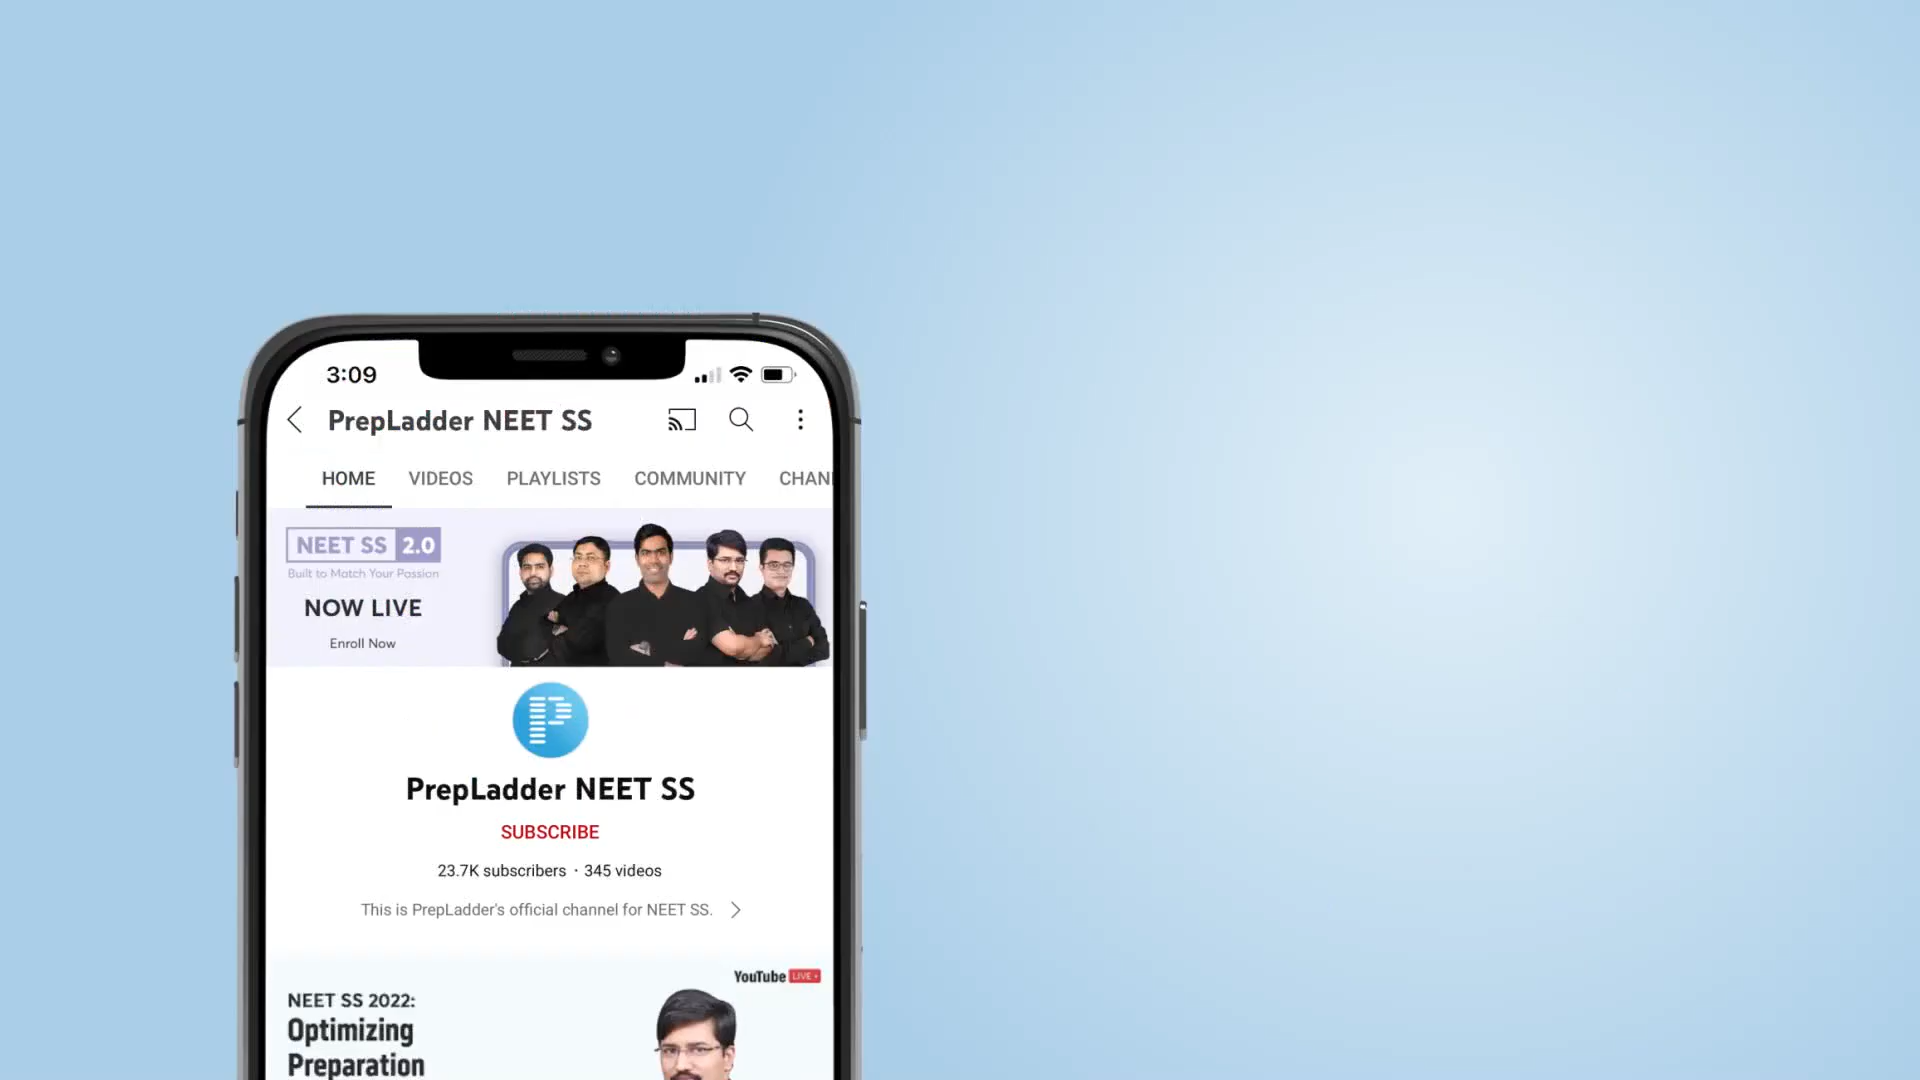 3:09
PrepLadder NEET SS
HOME VIDEOS PLAYLISTS COMMUNITY CHAN
NEET SS 2.0
Built to Match Your Passion
NOW LIVE
Enroll Now
PrepLadder NEET SS
SUBSCRIBE
23.7K subscribers · 345 videos
This is PrepLadder's official channel for NEET SS.
YouTube LIVE
NEET SS 2022:
Optimizing
Preparation